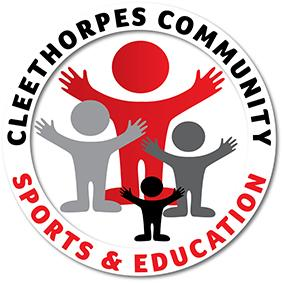 CLEETHORPES COMMUNITY
SPORTS & EDUCATION